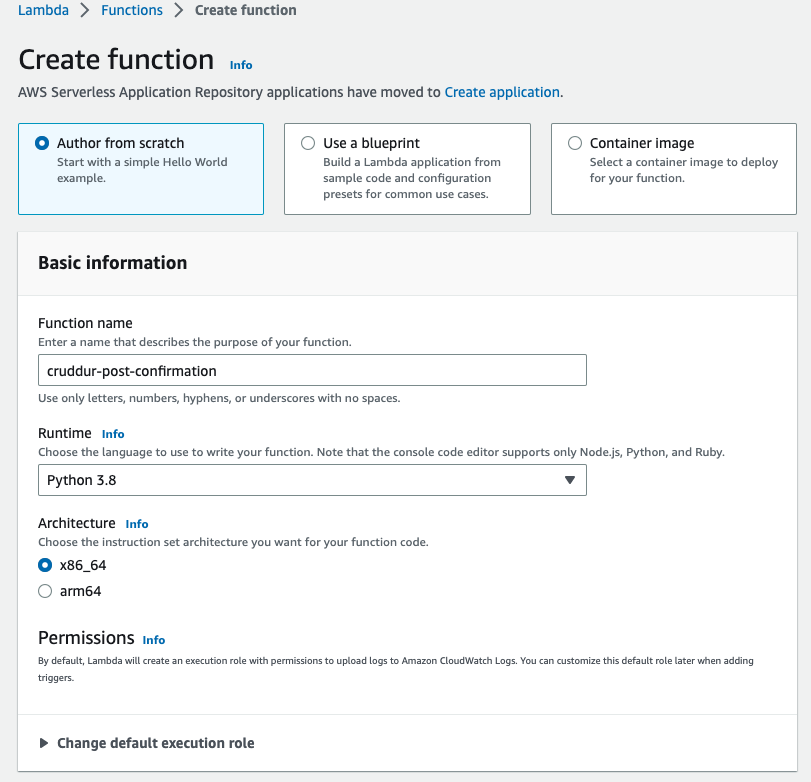 Lambda > Functions > Create function
Create function Info
AWS Serverless Application Repository applications have moved to Create application.
Author from scratch
Start with a simple Hello World
example.
Use a blueprint
Build a Lambda application from
sample code and configuration
presets for common use cases.
Container image
Select a container image to deploy
for your function.
Basic information
Function name
Enter a name that describes the purpose of your function.
cruddur-post-confirmation
Use only letters, numbers, hyphens, or underscores with no spaces.
Runtime Info
Choose the language to use to write your function. Note that the console code editor supports only Node.js, Python, and Ruby.
Python 3.8
Architecture Info
Choose the instruction set architecture you want for your function code.
x86_64
arm64
Permissions Info
By default, Lambda will create an execution role with permissions to upload logs to Amazon CloudWatch Logs. You can customize this default role later when adding
triggers.
Change default execution role